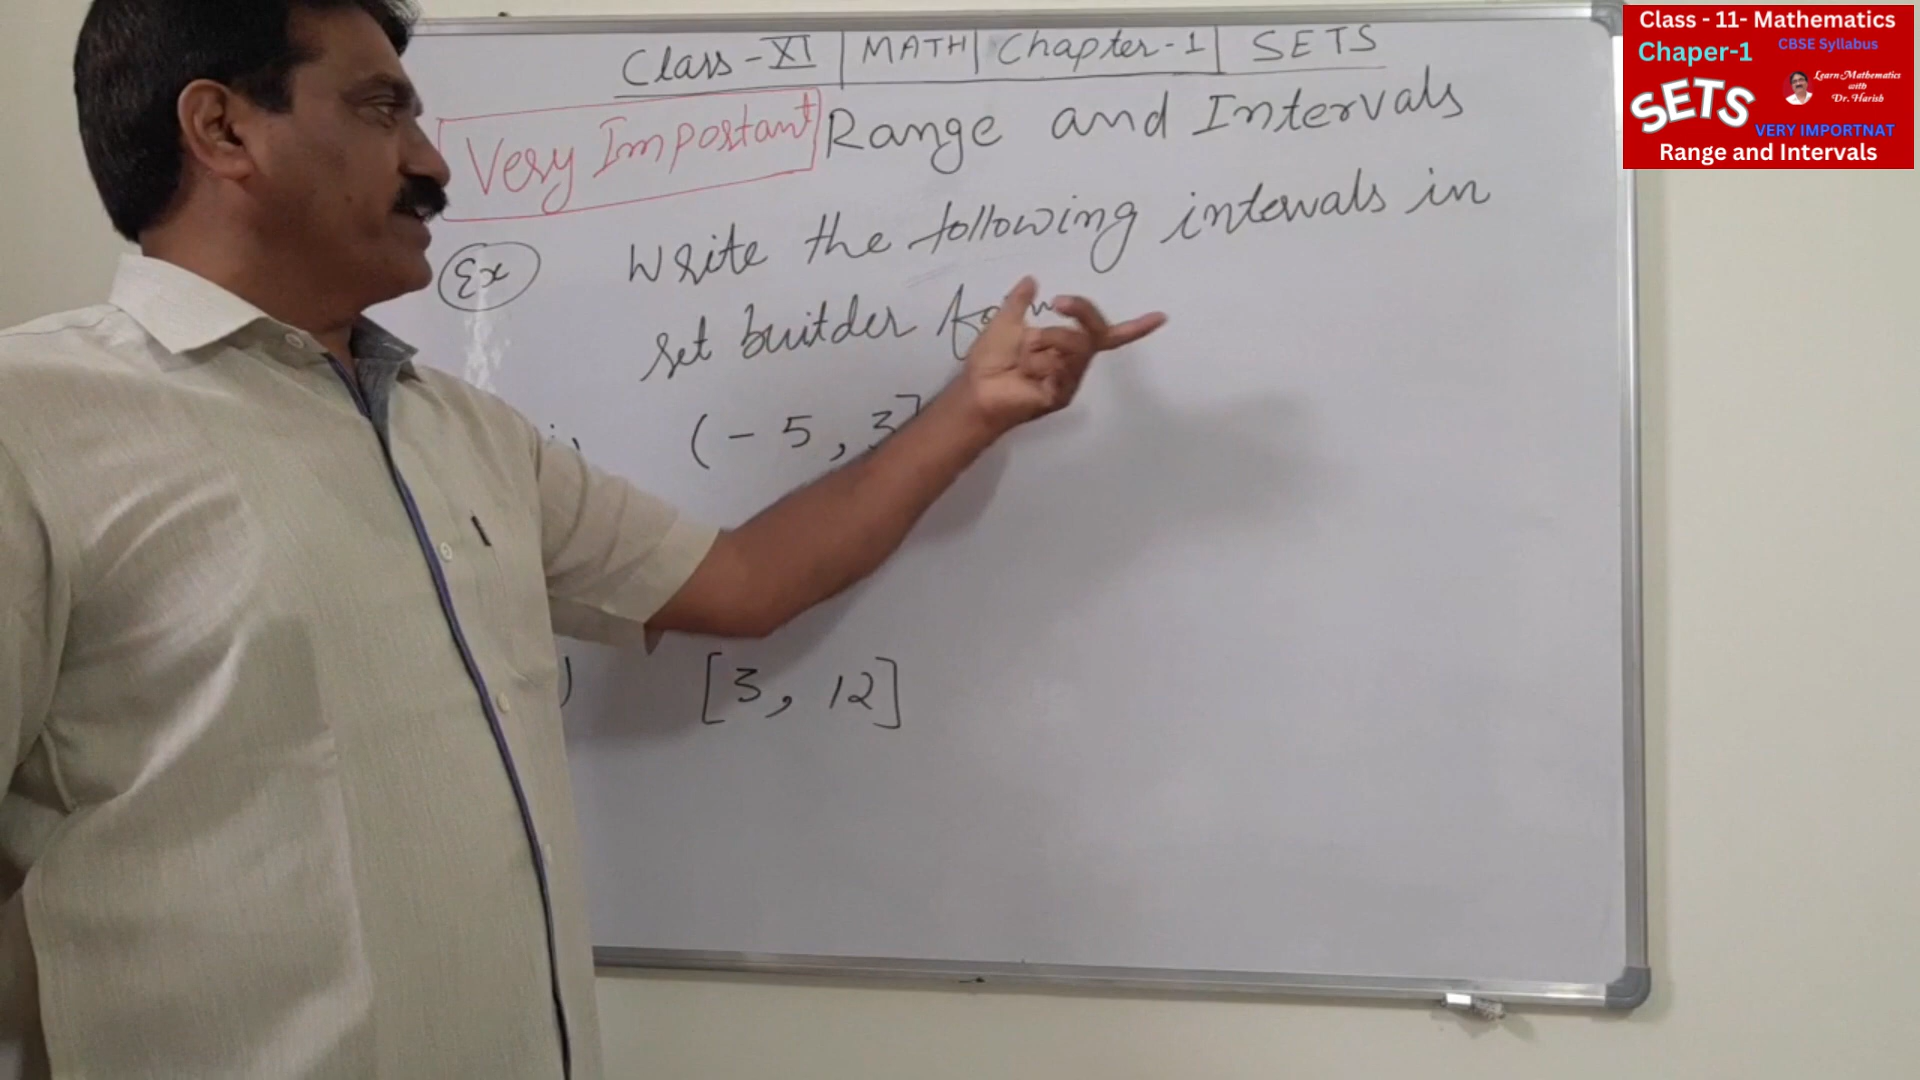 Class-XI | MATH | Chapter-1 | SETS
Very Important Range and Intervals
Ex Write the following intervals in
set builder form
i) (-5, 3]
) [3, 12]
Class - 11- Mathematics
Chaper-1 CBSE Syllabus
SETS
Learn Mathematics
with
Dr. Harish
VERY IMPORTNAT
Range and Intervals